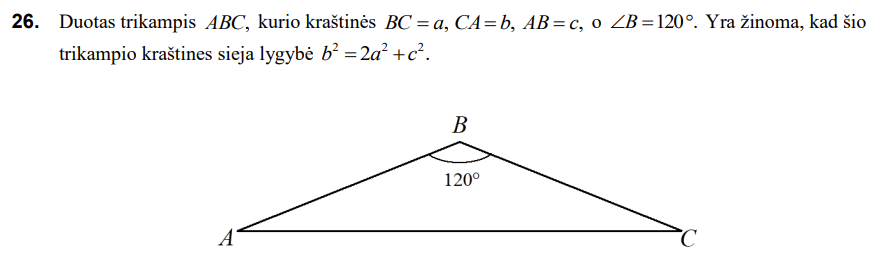 26. Duotas trikampis ABC, kurio kraštinės BC = a, CA = b, AB = c, o ∠B = 120°. Yra žinoma, kad šio
trikampio kraštines sieja lygybė b² = 2a² + c².
B
120°
A
C